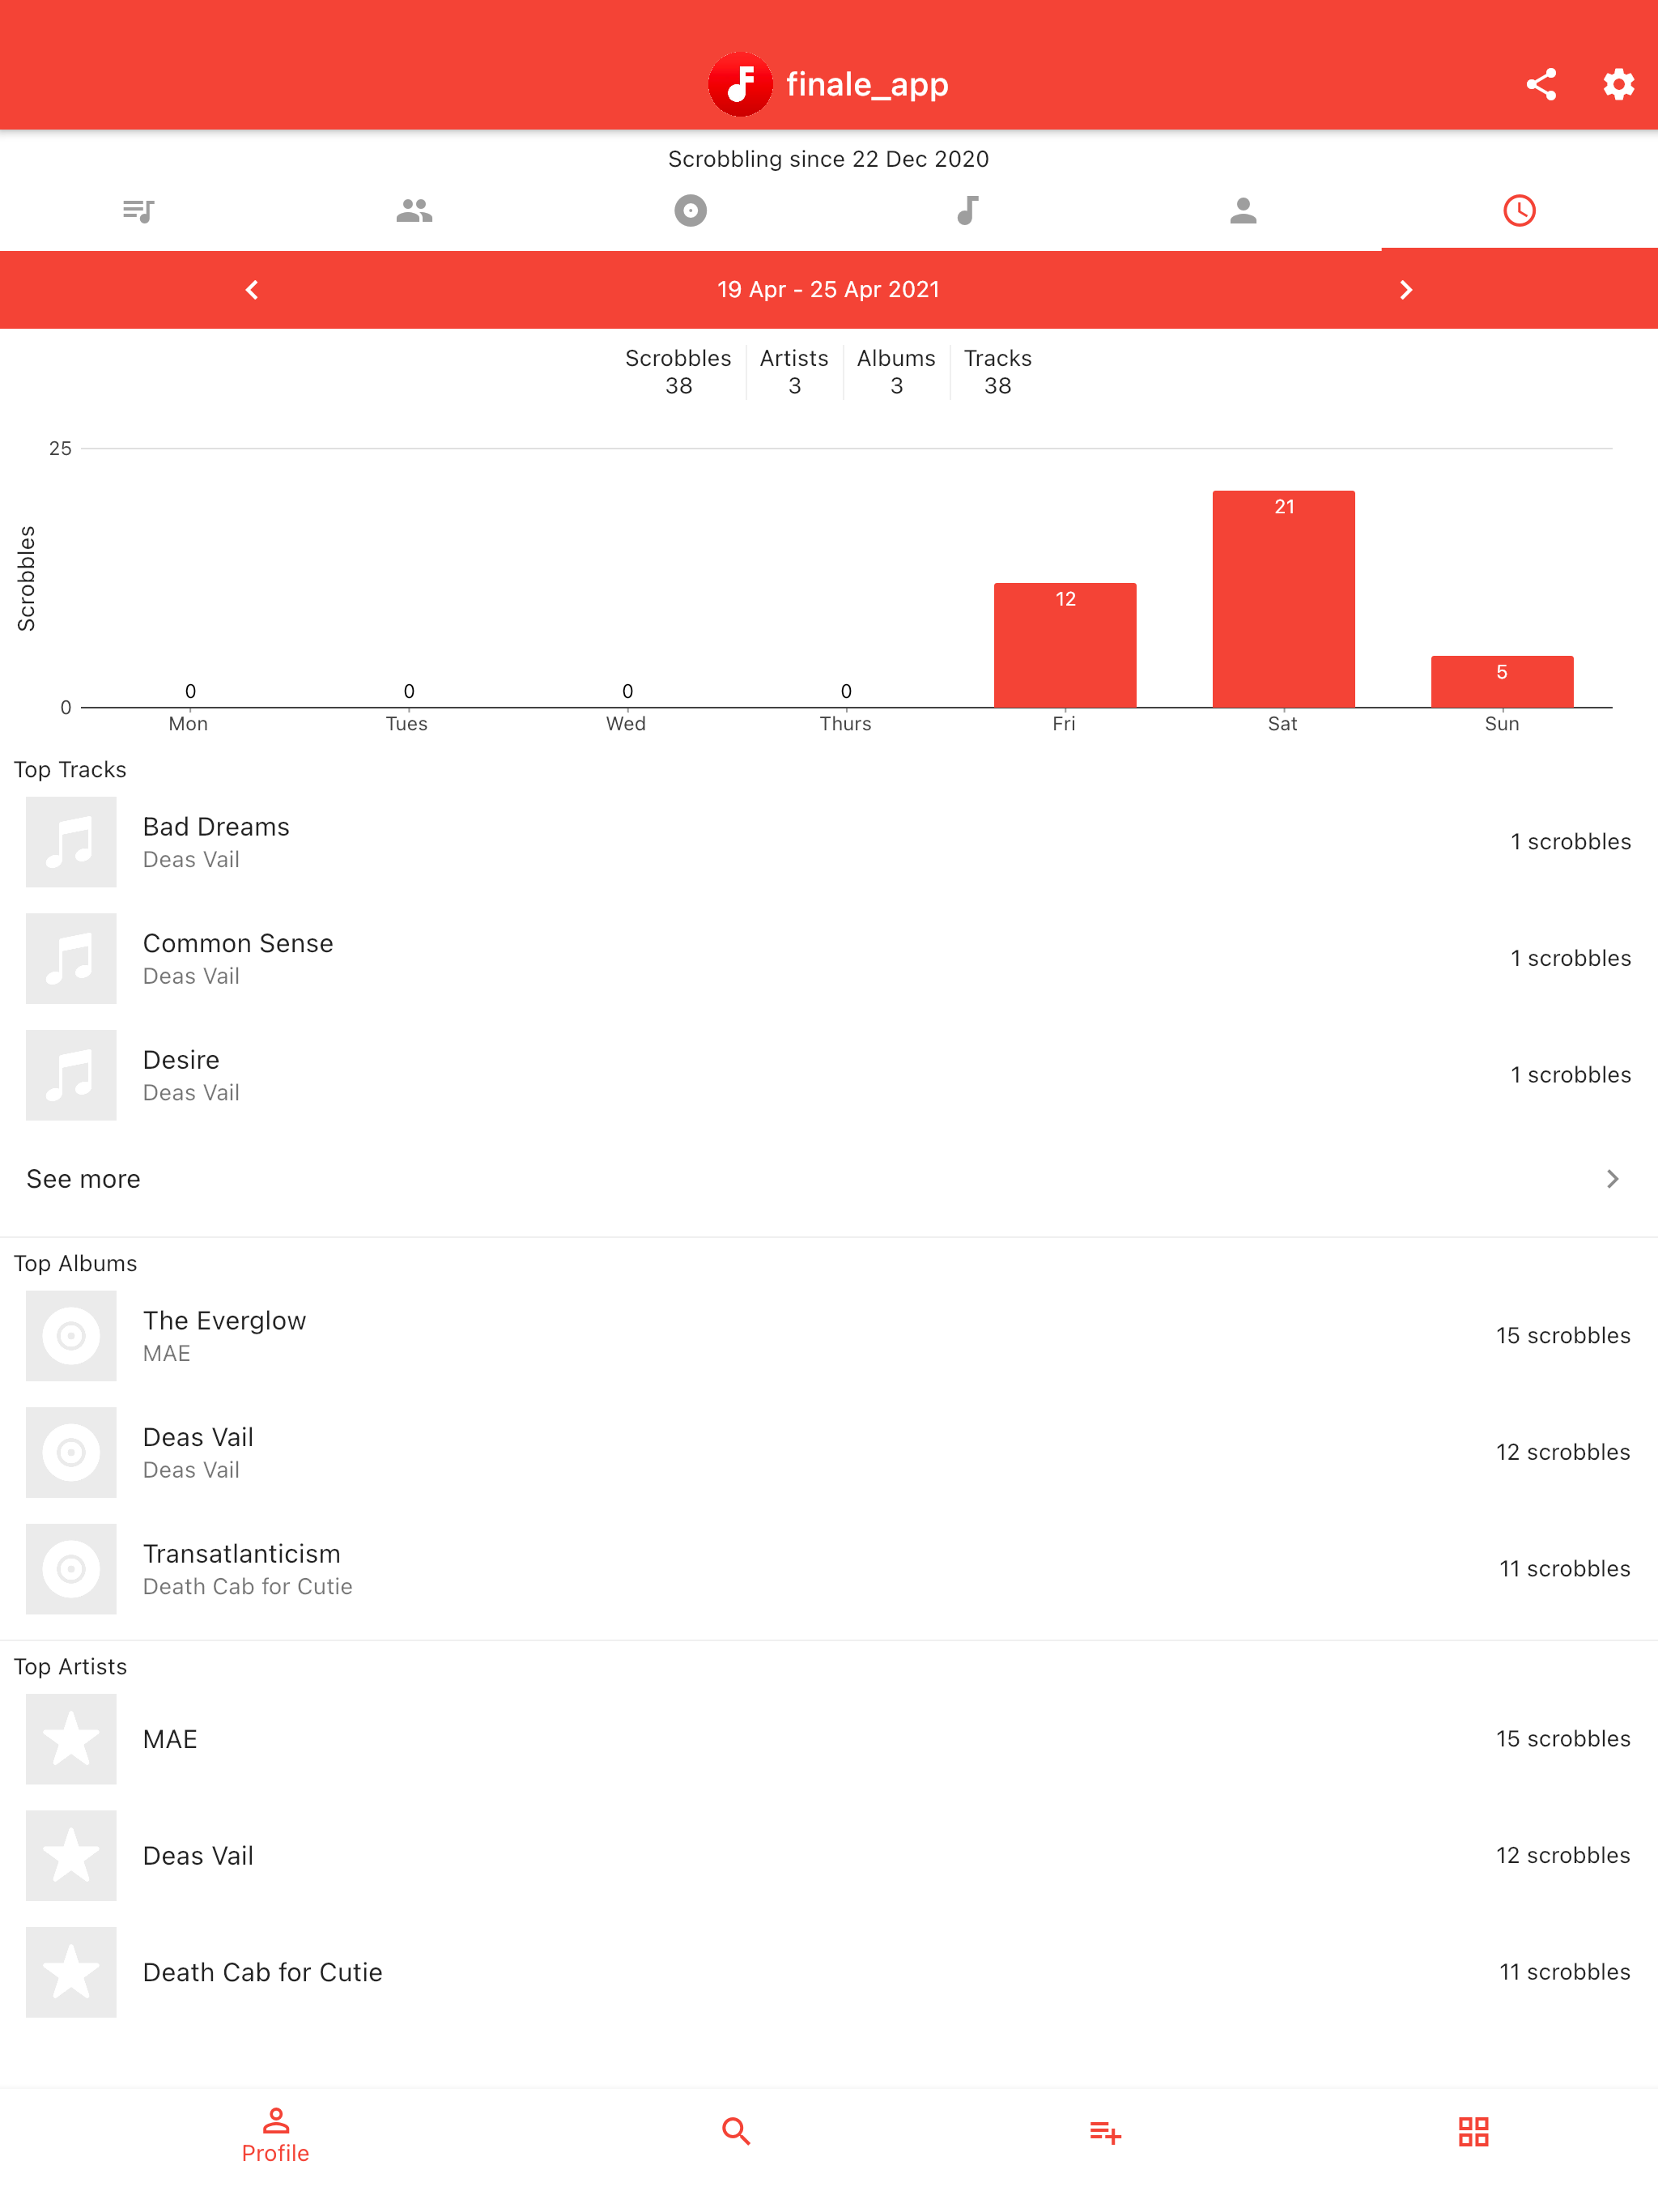 finale_app
Scrobbling since 22 Dec 2020
19 Apr - 25 Apr 2021
Scrobbles Artists Albums Tracks
38 3 3 38
25
Scrobbles
21
12
5
0 0 0 0
0
Mon Tues Wed Thurs Fri Sat Sun
Top Tracks
Bad Dreams
Deas Vail
1 scrobbles
Common Sense
Deas Vail
1 scrobbles
Desire
Deas Vail
1 scrobbles
See more
Top Albums
The Everglow
MAE
15 scrobbles
Deas Vail
Deas Vail
12 scrobbles
Transatlanticism
Death Cab for Cutie
11 scrobbles
Top Artists
MAE
15 scrobbles
Deas Vail
12 scrobbles
Death Cab for Cutie
11 scrobbles
Profile